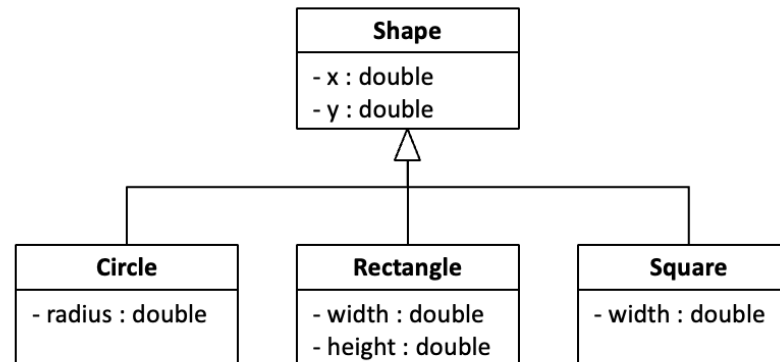 Shape
- x : double
- y : double
Circle
- radius : double
Rectangle
- width : double
- height : double
Square
- width : double